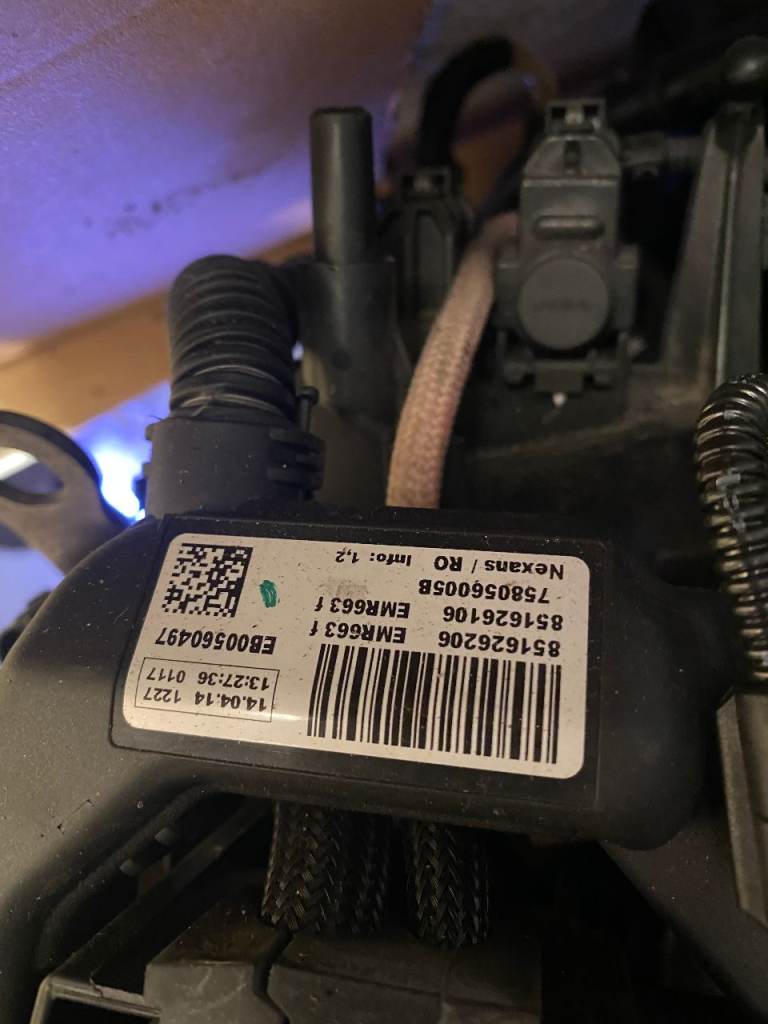 851626206 EMR663 f
851626106 EMR663 f
758056005B
Nexans / RO Info: 1,2
14.04.14 1227
13:27:36 0117
EB00560497